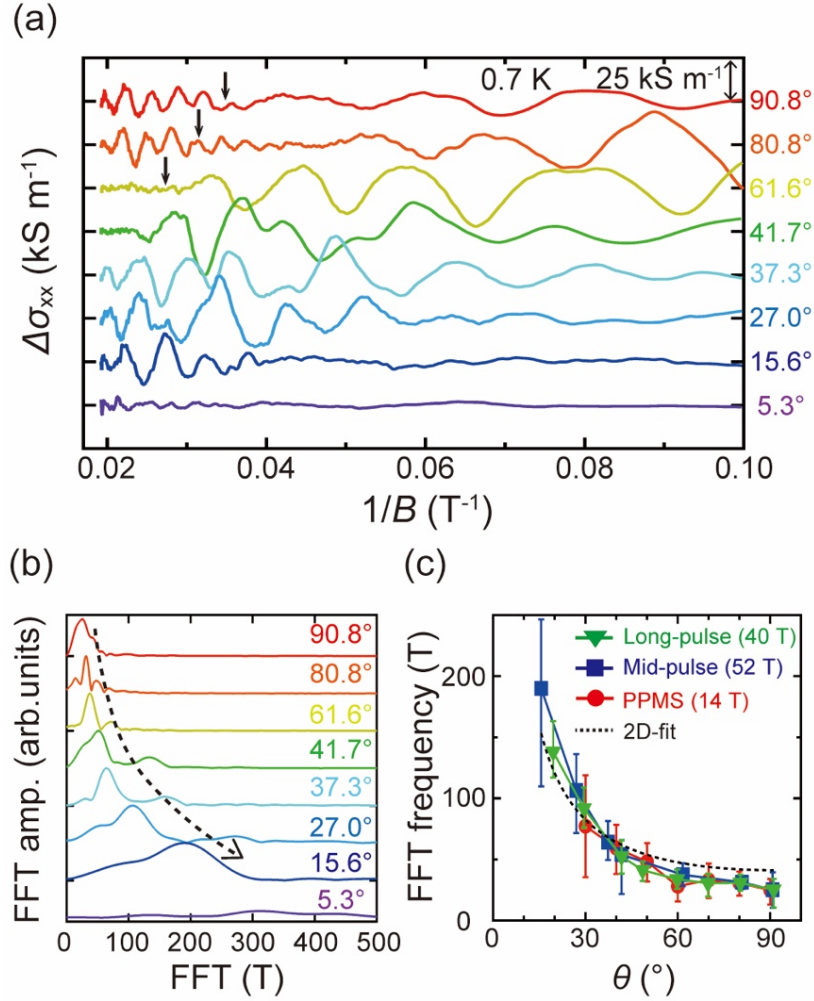 (a)
0.7 K 25 kS m⁻¹
90.8°
80.8°
61.6°
41.7°
37.3°
27.0°
15.6°
5.3°
Δσxx (kS m⁻¹)
0.02 0.04 0.06 0.08 0.10
1/B (T⁻¹)
(b)
90.8°
80.8°
61.6°
41.7°
37.3°
27.0°
15.6°
5.3°
FFT amp. (arb.units)
0 100 200 300 400 500
FFT (T)
(c)
Long-pulse (40 T)
Mid-pulse (52 T)
PPMS (14 T)
2D-fit
FFT frequency (T)
200
100
0
0 30 60 90
θ (°)